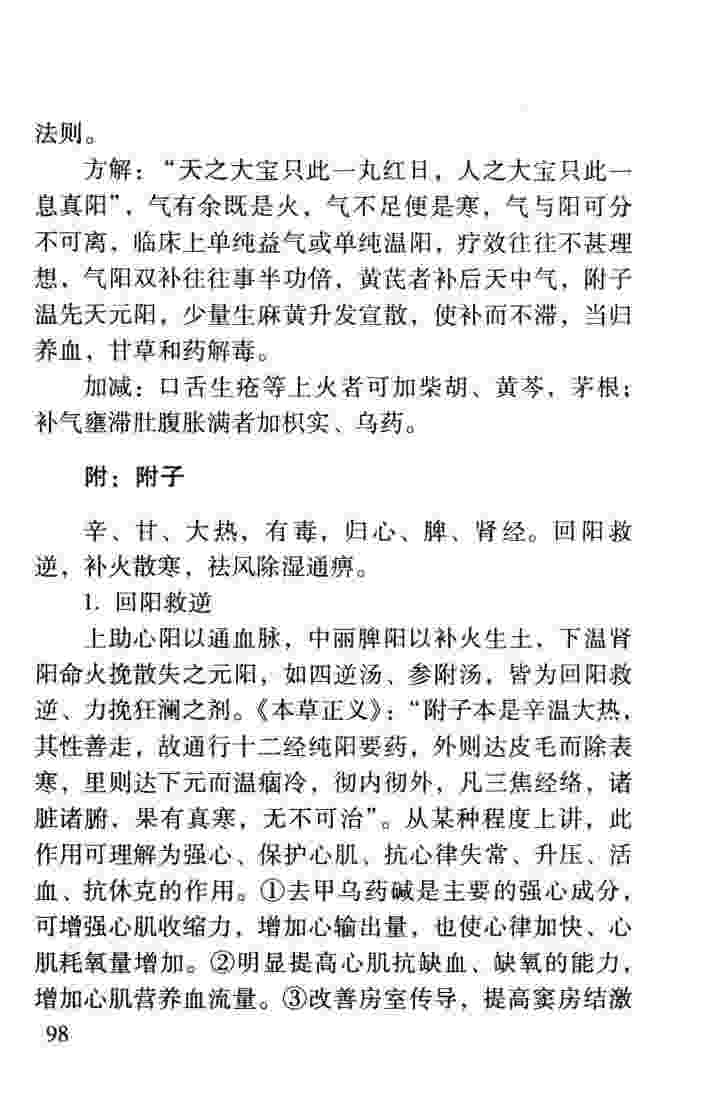 法则。
方解：“天之大宝只此一丸红日，人之大宝只此一
息真阳”，气有余既是火，气不足便是寒，气与阳可分
不可离，临床上单纯益气或单纯温阳，疗效往往不甚理
想，气阳双补往往事半功倍，黄芪者补后天中气，附子
温先天元阳，少量生麻黄升发宣散，使补而不滞，当归
养血，甘草和药解毒。
加减：口舌生疮等上火者可加柴胡、黄芩，茅根；
补气壅滞肚腹胀满者加枳实、乌药。
附：附子
辛、甘、大热，有毒，归心、脾、肾经。回阳救
逆，补火散寒，祛风除湿通痹。
1. 回阳救逆
上助心阳以通血脉，中丽脾阳以补火生土、下温肾
阳命火挽散失之元阳，如四逆汤、参附汤，皆为回阳救
逆、力挽狂澜之剂。《本草正义》：“附子本是辛温大热，
其性善走，故通行十二经纯阳要药，外则达皮毛而除表
寒，里则达下元而温痼冷，彻内彻外，凡三焦经络，诸
脏诸腑，果有真寒，无不可治”。从某种程度上讲，此
作用可理解为强心、保护心肌、抗心律失常、升压、活
血、抗休克的作用。①去甲乌药碱是主要的强心成分，
可增强心肌收缩力，增加心输出量，也使心律加快、心
肌耗氧量增加。②明显提高心肌抗缺血、缺氧的能力，
增加心肌营养血流量。③改善房室传导，提高窦房结激
98